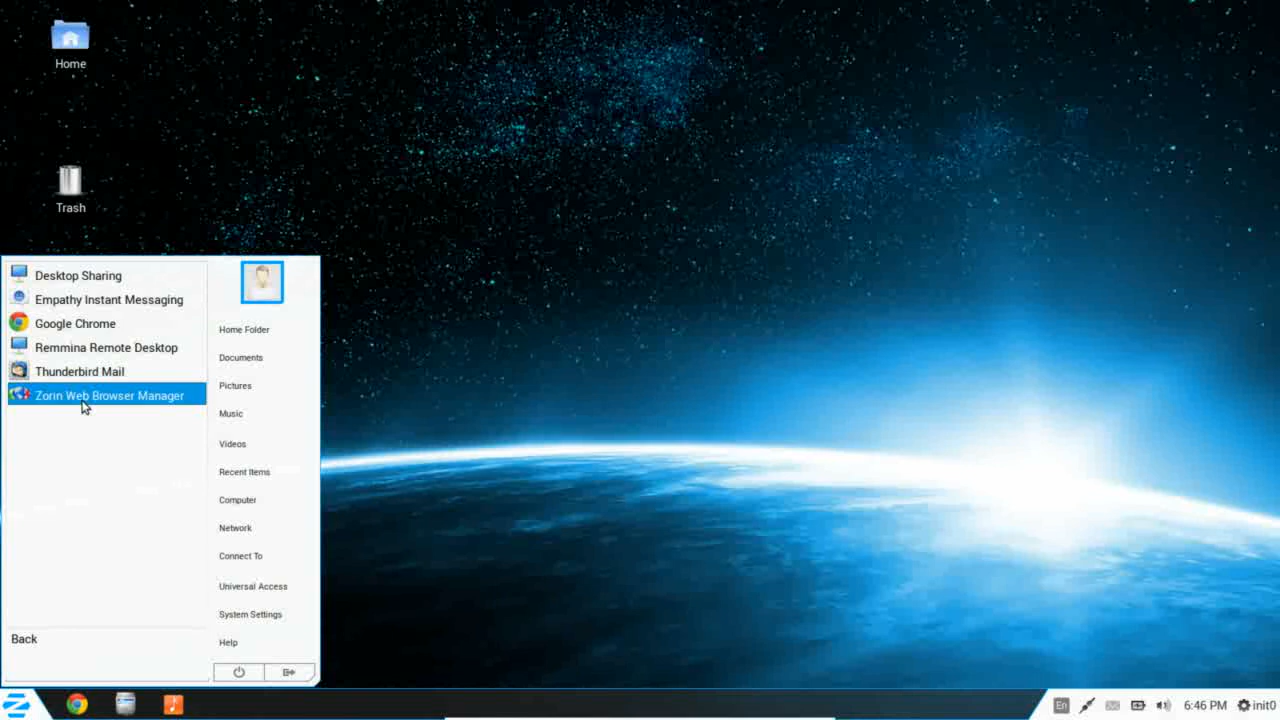 Home
Trash
Desktop Sharing
Empathy Instant Messaging
Google Chrome
Remmina Remote Desktop
Thunderbird Mail
Zorin Web Browser Manager
Back
Home Folder
Documents
Pictures
Music
Videos
Recent Items
Computer
Network
Connect To
Universal Access
System Settings
Help
En
6:46 PM
init0